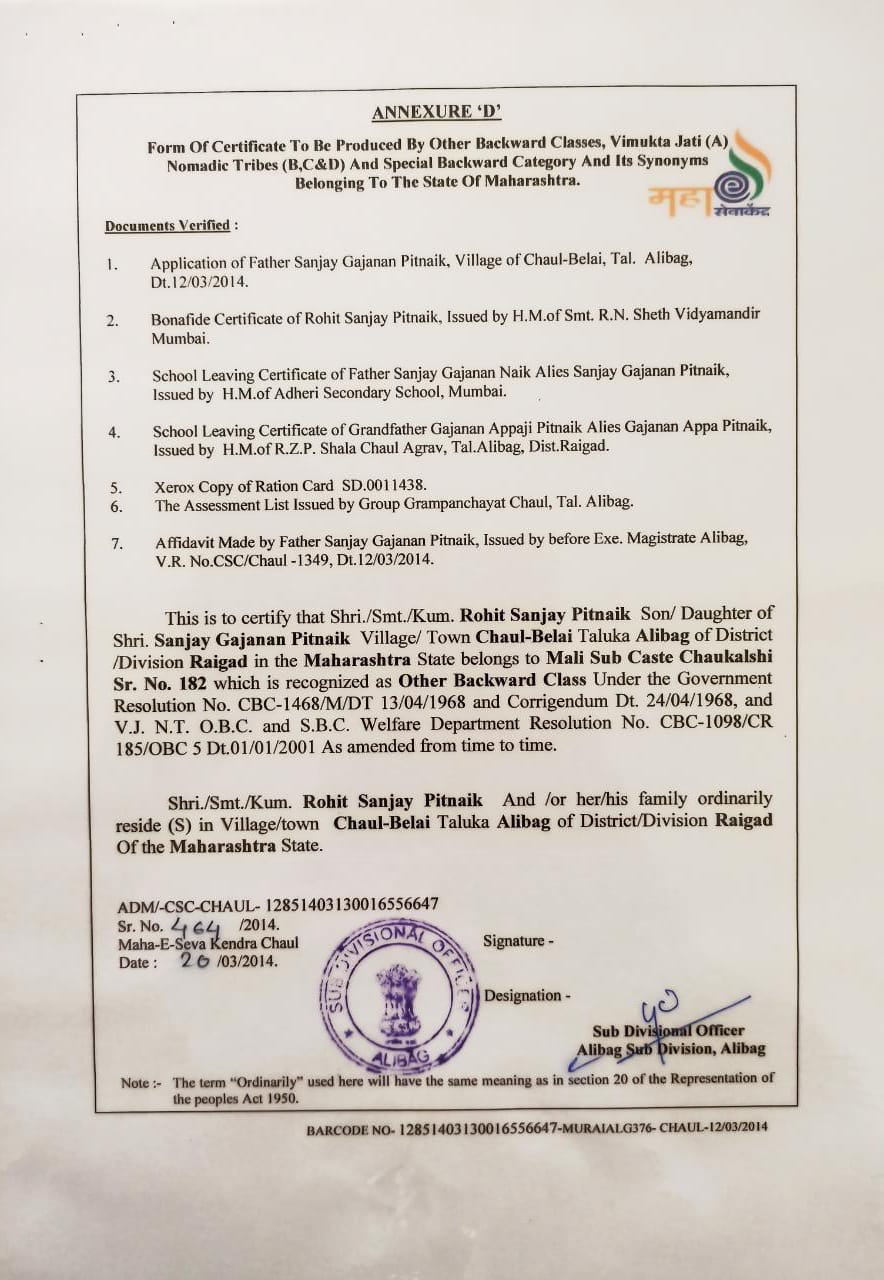 ANNEXURE ‘D’
Form Of Certificate To Be Produced By Other Backward Classes, Vimukta Jati (A)
Nomadic Tribes (B,C&D) And Special Backward Category And Its Synonyms
Belonging To The State Of Maharashtra.
महा
e
सेवाकेंद्र
Documents Verified :
1. Application of Father Sanjay Gajanan Pitnaik, Village of Chaul-Belai, Tal. Alibag,
Dt.12/03/2014.
2. Bonafide Certificate of Rohit Sanjay Pitnaik, Issued by H.M.of Smt. R.N. Sheth Vidyamandir
Mumbai.
3. School Leaving Certificate of Father Sanjay Gajanan Naik Alies Sanjay Gajanan Pitnaik,
Issued by H.M.of Adheri Secondary School, Mumbai.
4. School Leaving Certificate of Grandfather Gajanan Appaji Pitnaik Alies Gajanan Appa Pitnaik,
Issued by H.M.of R.Z.P. Shala Chaul Agrav, Tal.Alibag, Dist.Raigad.
5. Xerox Copy of Ration Card SD.0011438.
6. The Assessment List Issued by Group Grampanchayat Chaul, Tal. Alibag.
7. Affidavit Made by Father Sanjay Gajanan Pitnaik, Issued by before Exe. Magistrate Alibag,
V.R. No.CSC/Chaul -1349, Dt.12/03/2014.
This is to certify that Shri./Smt./Kum. Rohit Sanjay Pitnaik Son/ Daughter of
Shri. Sanjay Gajanan Pitnaik Village/ Town Chaul-Belai Taluka Alibag of District
/Division Raigad in the Maharashtra State belongs to Mali Sub Caste Chaukalshi
Sr. No. 182 which is recognized as Other Backward Class Under the Government
Resolution No. CBC-1468/M/DT 13/04/1968 and Corrigendum Dt. 24/04/1968, and
V.J. N.T. O.B.C. and S.B.C. Welfare Department Resolution No. CBC-1098/CR
185/OBC 5 Dt.01/01/2001 As amended from time to time.
Shri./Smt./Kum. Rohit Sanjay Pitnaik And /or her/his family ordinarily
reside (S) in Village/town Chaul-Belai Taluka Alibag of District/Division Raigad
Of the Maharashtra State.
ADM/-CSC-CHAUL- 12851403130016556647
Sr. No. 464 /2014.
Maha-E-Seva Kendra Chaul
Date : 20 /03/2014.
SUB DIVISIONAL OFFICER
ALIBAG
Signature -
Designation -
Sub Divisional Officer
Alibag Sub Division, Alibag
Note :- The term “Ordinarily” used here will have the same meaning as in section 20 of the Representation of
the peoples Act 1950.
BARCODE NO- 12851403130016556647-MURAIALG376- CHAUL-12/03/2014